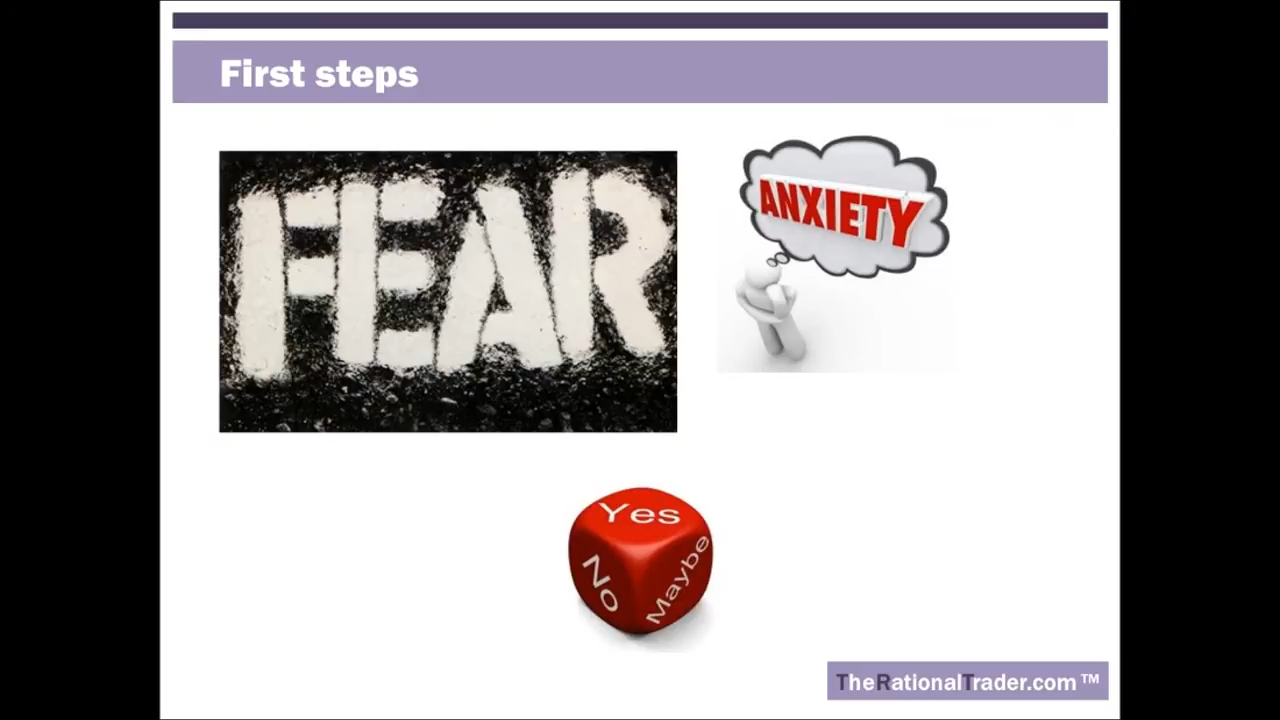 First steps
FEAR
ANXIETY
Yes
No
Maybe
TheRationalTrader.com™